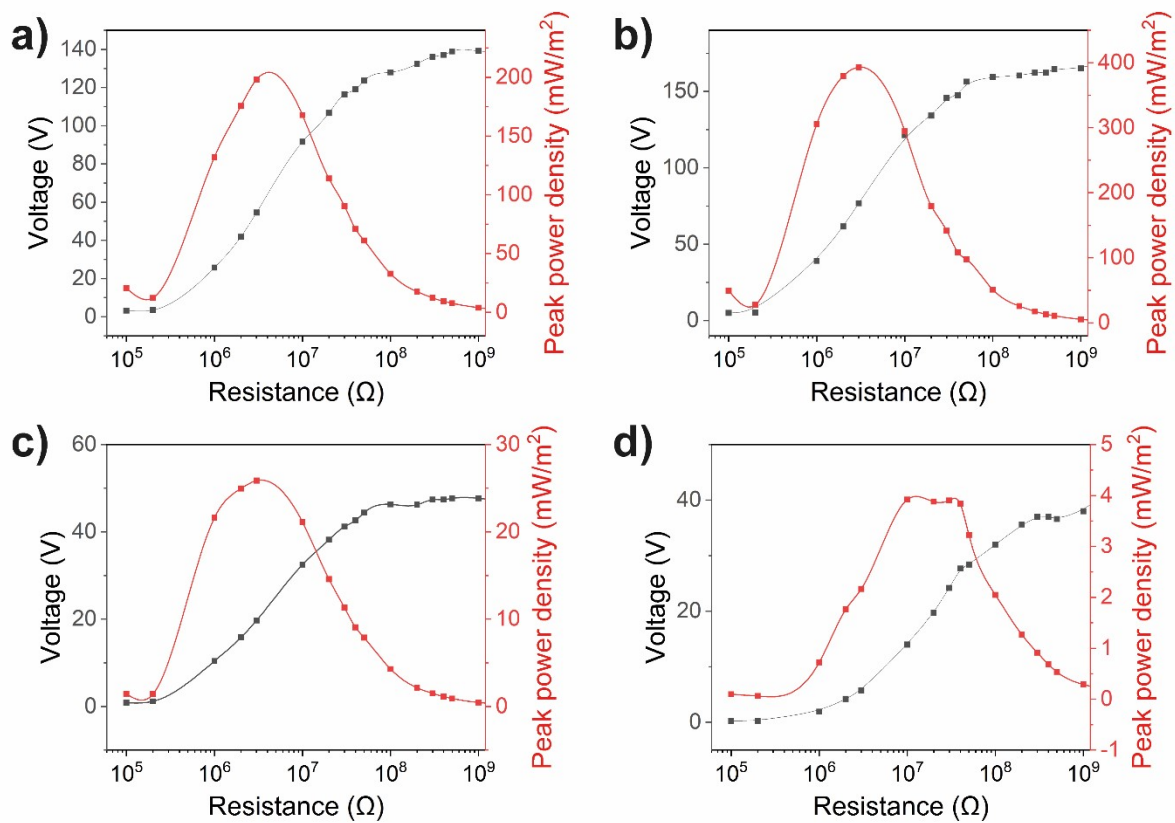 a)
140
120
100
80
60
40
20
0
Voltage (V)
200
150
100
50
0
Peak power density (mW/m²)
10⁵ 10⁶ 10⁷ 10⁸ 10⁹
Resistance (Ω)
b)
150
100
50
0
Voltage (V)
400
300
200
100
0
Peak power density (mW/m²)
10⁵ 10⁶ 10⁷ 10⁸ 10⁹
Resistance (Ω)
c)
60
40
20
0
Voltage (V)
30
20
10
0
Peak power density (mW/m²)
10⁵ 10⁶ 10⁷ 10⁸ 10⁹
Resistance (Ω)
d)
40
20
0
Voltage (V)
5
4
3
2
1
0
-1
Peak power density (mW/m²)
10⁵ 10⁶ 10⁷ 10⁸ 10⁹
Resistance (Ω)